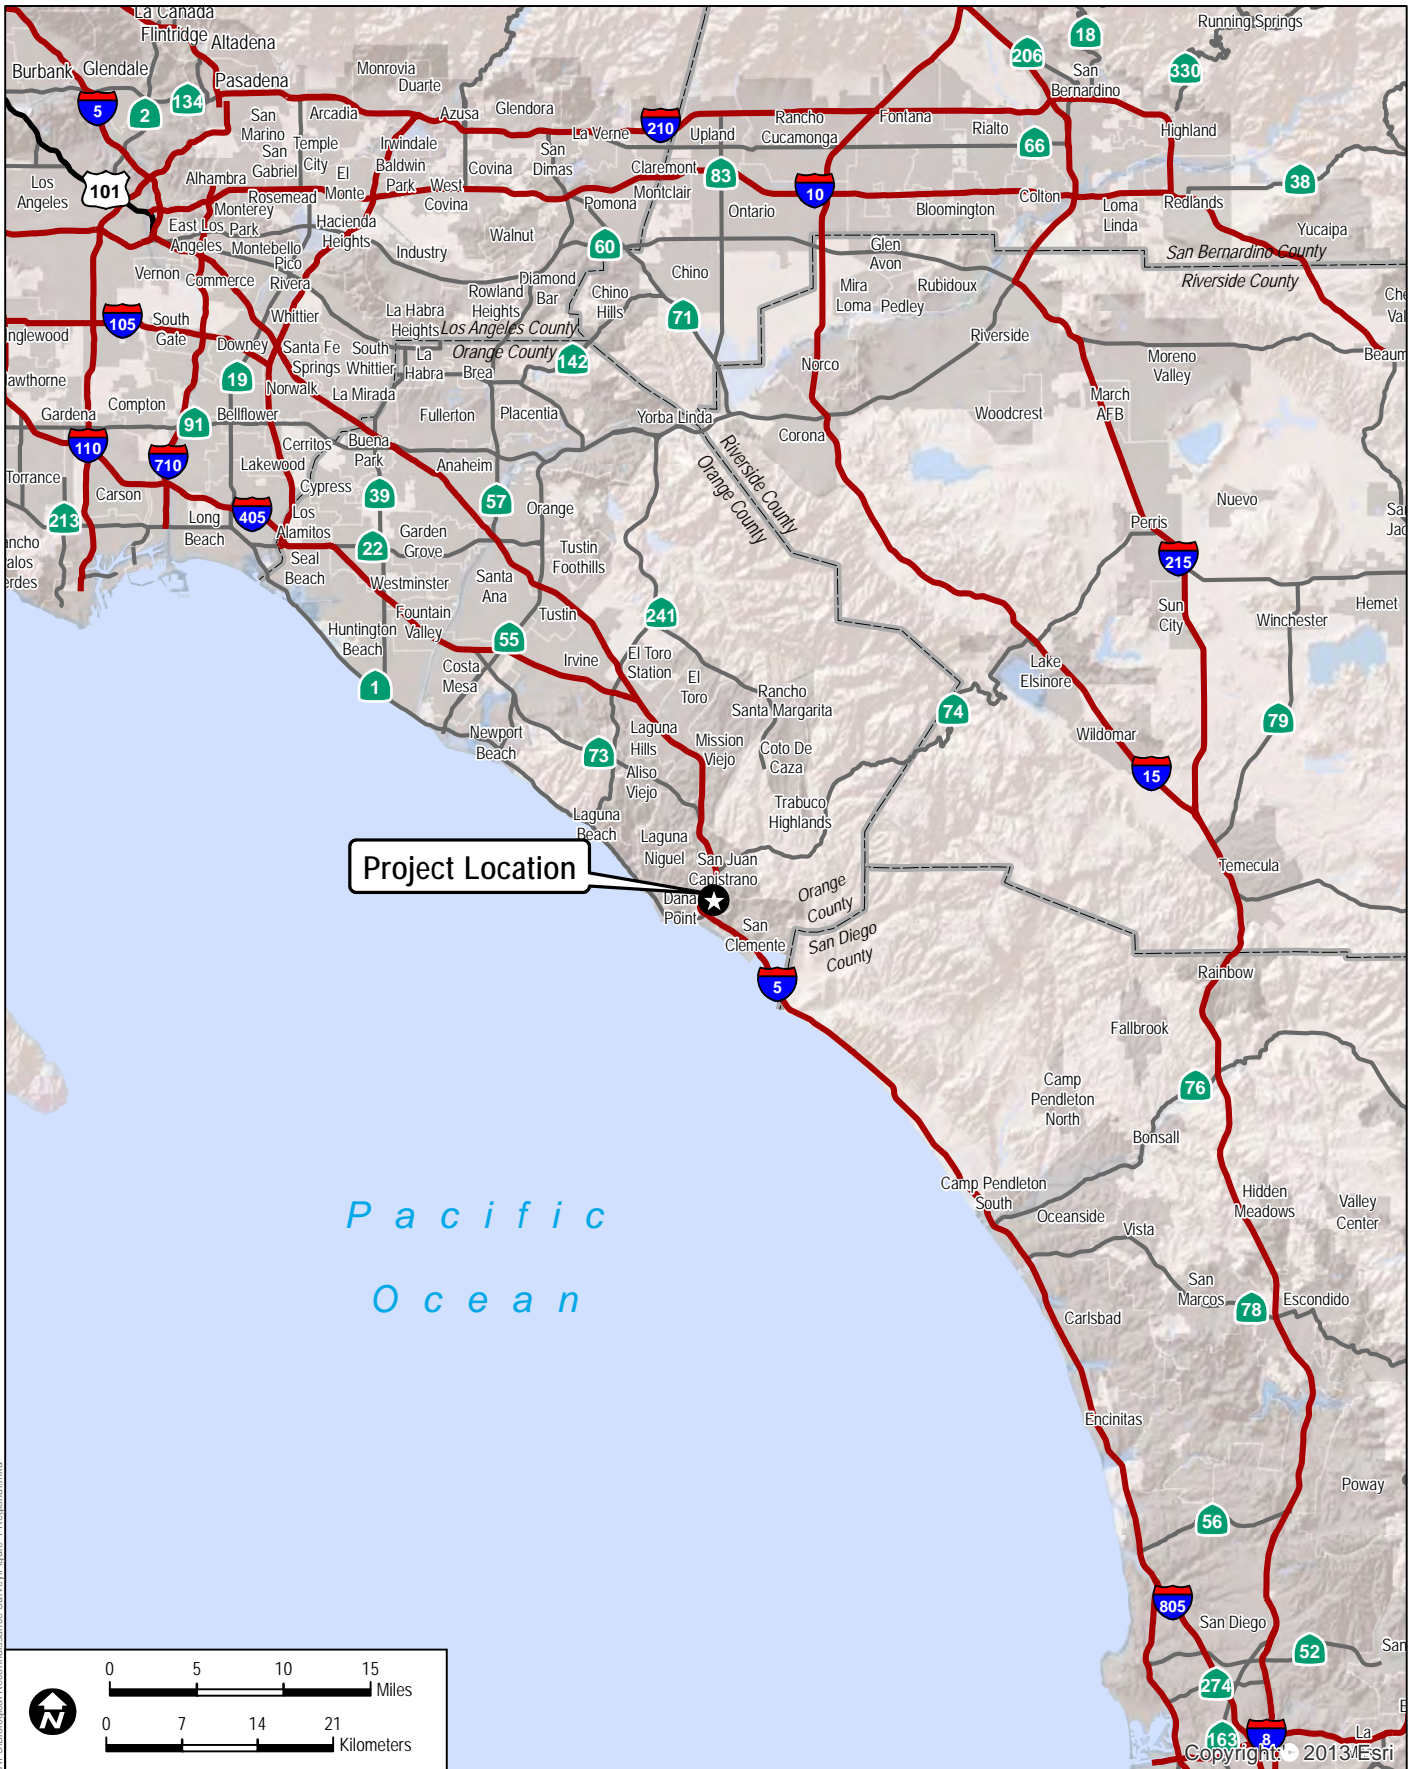 La Canada
Flintridge
Altadena
Burbank
Glendale
Pasadena
Monrovia
Duarte
Running Springs
18
206
330
5
2
134
San
Marino
Arcadia
Azusa
Glendora
San
Bernardino
La Verne
210
Upland
Rancho
Cucamonga
Fontana
Rialto
66
Highland
Temple
City
San
Gabriel
Irwindale
Baldwin
Park
Covina
San
Dimas
Claremont
Montclair
83
10
38
Los
Angeles
101
Alhambra
Rosemead
El
Monte
West
Covina
Pomona
Ontario
Bloomington
Colton
Loma
Linda
Redlands
Yucaipa
Monterey
Park
East Los
Angeles
Montebello
Hacienda
Heights
Industry
Walnut
60
Glen
Avon
San Bernardino County
Riverside County
Vernon
Commerce
Pico
Rivera
Diamond
Bar
Rowland
Heights
Chino
Chino
Hills
Mira
Loma
Pedley
Rubidoux
Whittier
La Habra
Heights
Los Angeles County
Orange County
71
105
South
Gate
Inglewood
Downey
Santa Fe
Springs
South
Whittier
La
Habra
Brea
142
Riverside
Norco
Moreno
Valley
Beaum
Che
Val
awthorne
19
Norwalk
La Mirada
Gardena
Compton
91
Bellflower
Fullerton
Placentia
Yorba Linda
Corona
Woodcrest
March
AFB
110
710
Cerritos
Buena
Park
Anaheim
Riverside County
Orange County
Torrance
Carson
Lakewood
Cypress
39
57
Orange
Nuevo
213
Long
Beach
405
Los
Alamitos
22
Garden
Grove
Perris
San
Jac
ancho
alos
erdes
Seal
Beach
Westminster
Santa
Ana
Tustin
Foothills
215
Fountain
Valley
Tustin
241
Sun
City
Winchester
Hemet
Huntington
Beach
55
Irvine
El Toro
Station
Lake
Elsinore
1
Costa
Mesa
El
Toro
Rancho
Santa Margarita
74
79
Newport
Beach
73
Laguna
Hills
Mission
Viejo
Coto De
Caza
Wildomar
15
Aliso
Viejo
Trabuco
Highlands
Laguna
Beach
Laguna
Niguel
San Juan
Capistrano
Temecula
Project Location
Dana
Point
San
Clemente
Orange
County
San Diego
County
5
Rainbow
Fallbrook
Camp
Pendleton
North
76
Bonsall
Camp Pendleton
South
Oceanside
Vista
Hidden
Meadows
Valley
Center
Pacific
Ocean
San
Marcos
78
Escondido
Carlsbad
Encinitas
Poway
56
805
San Diego
52
San
274
163
8
La
Copyright: © 2013 Esri
N
0 5 10 15
Miles
0 7 14 21
Kilometers